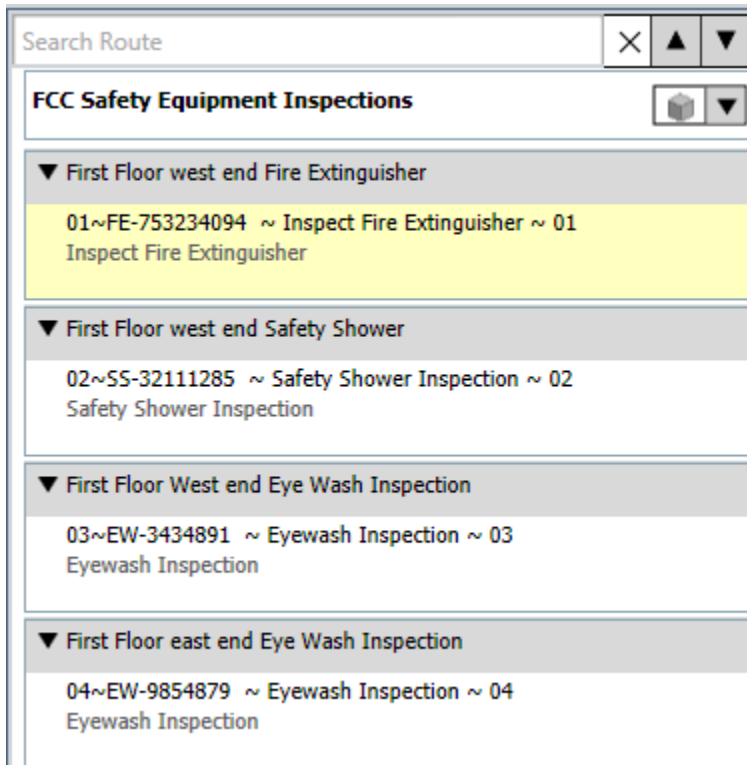 Search Route
FCC Safety Equipment Inspections
First Floor west end Fire Extinguisher
01~FE-753234094 ~ Inspect Fire Extinguisher ~ 01
Inspect Fire Extinguisher
First Floor west end Safety Shower
02~SS-32111285 ~ Safety Shower Inspection ~ 02
Safety Shower Inspection
First Floor West end Eye Wash Inspection
03~EW-3434891 ~ Eyewash Inspection ~ 03
Eyewash Inspection
First Floor east end Eye Wash Inspection
04~EW-9854879 ~ Eyewash Inspection ~ 04
Eyewash Inspection